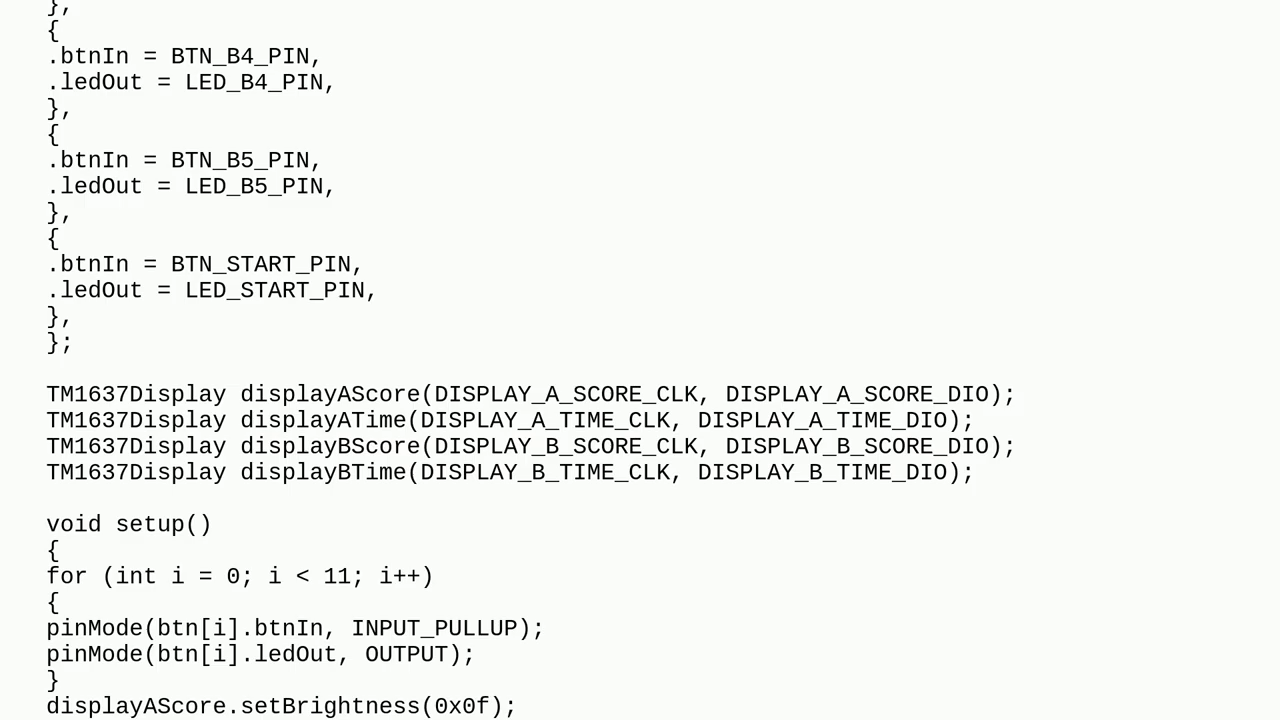 },
{
.btnIn = BTN_B4_PIN,
.ledOut = LED_B4_PIN,
},
{
.btnIn = BTN_B5_PIN,
.ledOut = LED_B5_PIN,
},
{
.btnIn = BTN_START_PIN,
.ledOut = LED_START_PIN,
},
};
TM1637Display displayAScore(DISPLAY_A_SCORE_CLK, DISPLAY_A_SCORE_DIO);
TM1637Display displayATime(DISPLAY_A_TIME_CLK, DISPLAY_A_TIME_DIO);
TM1637Display displayBScore(DISPLAY_B_SCORE_CLK, DISPLAY_B_SCORE_DIO);
TM1637Display displayBTime(DISPLAY_B_TIME_CLK, DISPLAY_B_TIME_DIO);
void setup()
{
for (int i = 0; i < 11; i++)
{
pinMode(btn[i].btnIn, INPUT_PULLUP);
pinMode(btn[i].ledOut, OUTPUT);
}
displayAScore.setBrightness(0x0f);